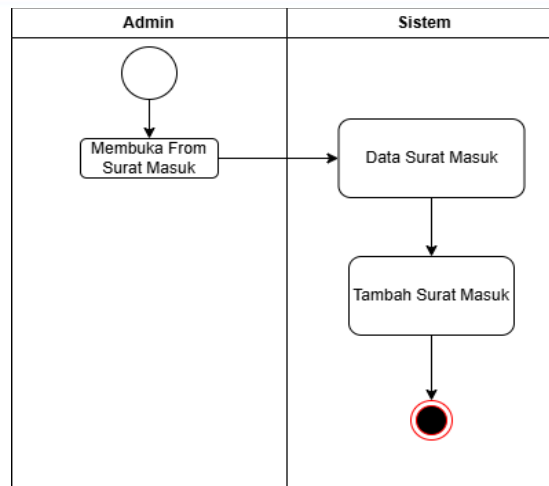 Admin
Sistem
Membuka From
Surat Masuk
Data Surat Masuk
Tambah Surat Masuk